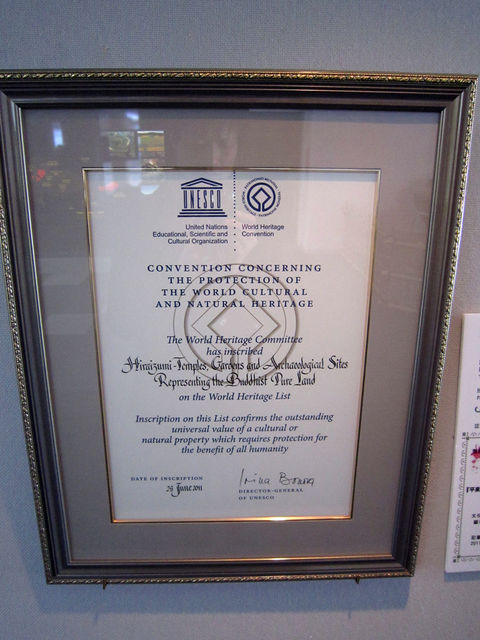 UNESCO
United Nations
Educational, Scientific and
Cultural Organization
World Heritage
Convention
CONVENTION CONCERNING
THE PROTECTION OF
THE WORLD CULTURAL
AND NATURAL HERITAGE
The World Heritage Committee
has inscribed
Hiraizumi-Temples, Gardens and Archaeological Sites
Representing the Buddhist Pure Land
on the World Heritage List
Inscription on this List confirms the outstanding
universal value of a cultural or
natural property which requires protection for
the benefit of all humanity
DATE OF INSCRIPTION
26 June 2011
Irina Bokova
DIRECTOR-GENERAL
OF UNESCO